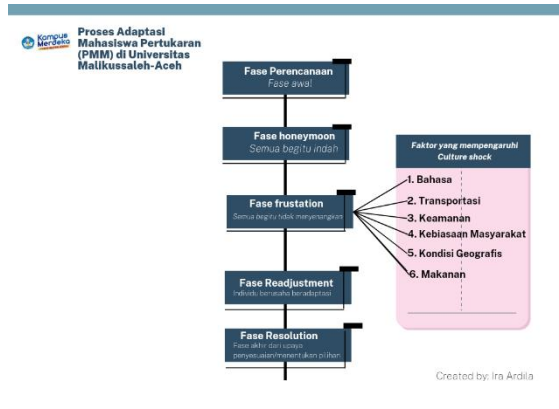 Kampus
Merdeka
Proses Adaptasi
Mahasiswa Pertukaran
(PMM) di Universitas
Malikussaleh-Aceh
Fase Perencanaan
Fase awal
Fase honeymoon
Semua begitu indah
Fase frustation
Semua begitu tidak menyenangkan
Fase Readjustment
Individu berusaha beradaptasi
Fase Resolution
Fase akhir dari upaya
penyesuaian/menentukan pilihan
Faktor yang mempengaruhi
Culture shock
1. Bahasa
2. Transportasi
3. Keamanan
4. Kebiasaan Masyarakat
5. Kondisi Geografis
6. Makanan
Created by: Ira Ardila